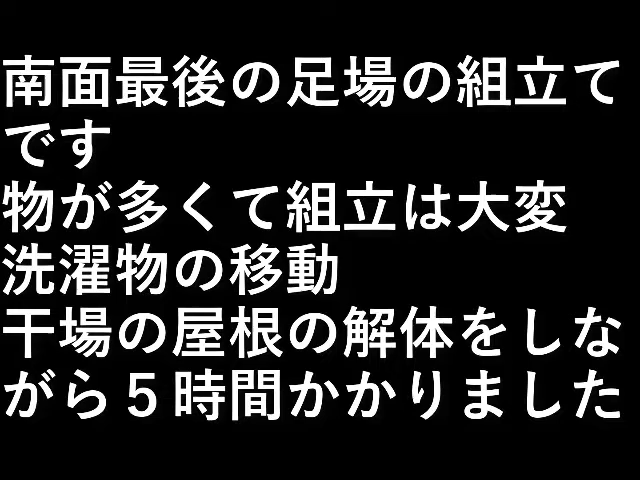 南面最後の足場の組立て
です
物が多くて組立は大変
洗濯物の移動
干場の屋根の解体をしな
がら５時間かかりました